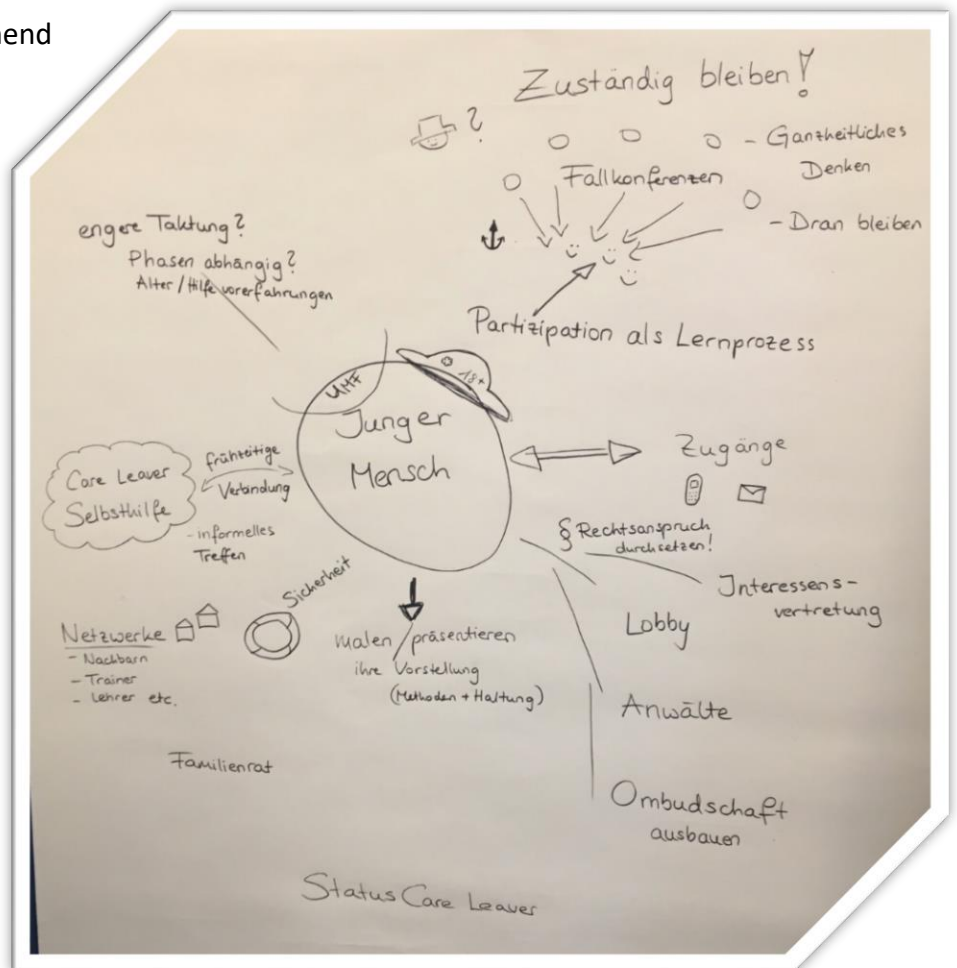 end
Zuständig bleiben!
?
- Ganzheitliches
Denken
Fallkonferenzen
- Dran bleiben
engere Taktung?
Phasen abhängig?
Alter / Hilfevorerfahrungen
Partizipation als Lernprozess
UMF
18+
Junger
Mensch
Zugänge
Care Leaver
Selbsthilfe
frühzeitige
Verbindung
- informelles
Treffen
§ Rechtsanspruch
durchsetzen!
Interessens-
vertretung
Lobby
Anwälte
Ombudschaft
ausbauen
Sicherheit
Netzwerke
- Nachbarn
- Trainer
- Lehrer etc.
malen / präsentieren
ihre Vorstellung
(Methoden + Haltung)
Familienrat
Status Care Leaver